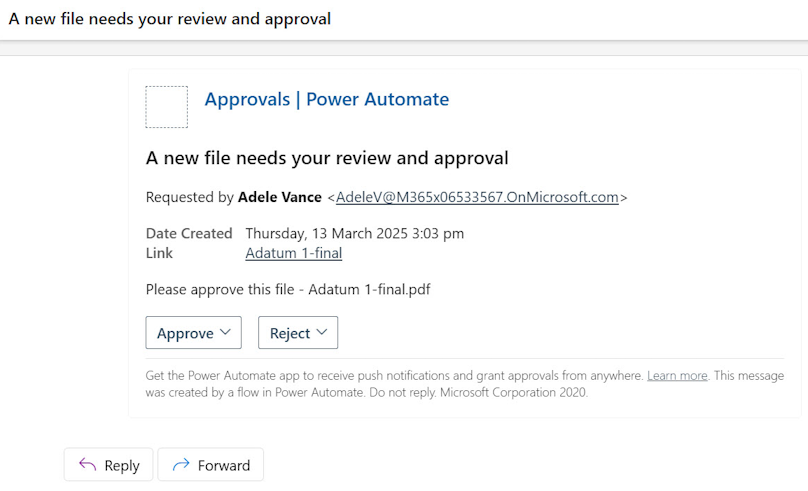 A new file needs your review and approval
Approvals | Power Automate
A new file needs your review and approval
Requested by Adele Vance <AdeleV@M365x06533567.OnMicrosoft.com>
Date Created Thursday, 13 March 2025 3:03 pm
Link Adatum 1-final
Please approve this file - Adatum 1-final.pdf
Approve Reject
Get the Power Automate app to receive push notifications and grant approvals from anywhere. Learn more. This message
was created by a flow in Power Automate. Do not reply. Microsoft Corporation 2020.
Reply Forward